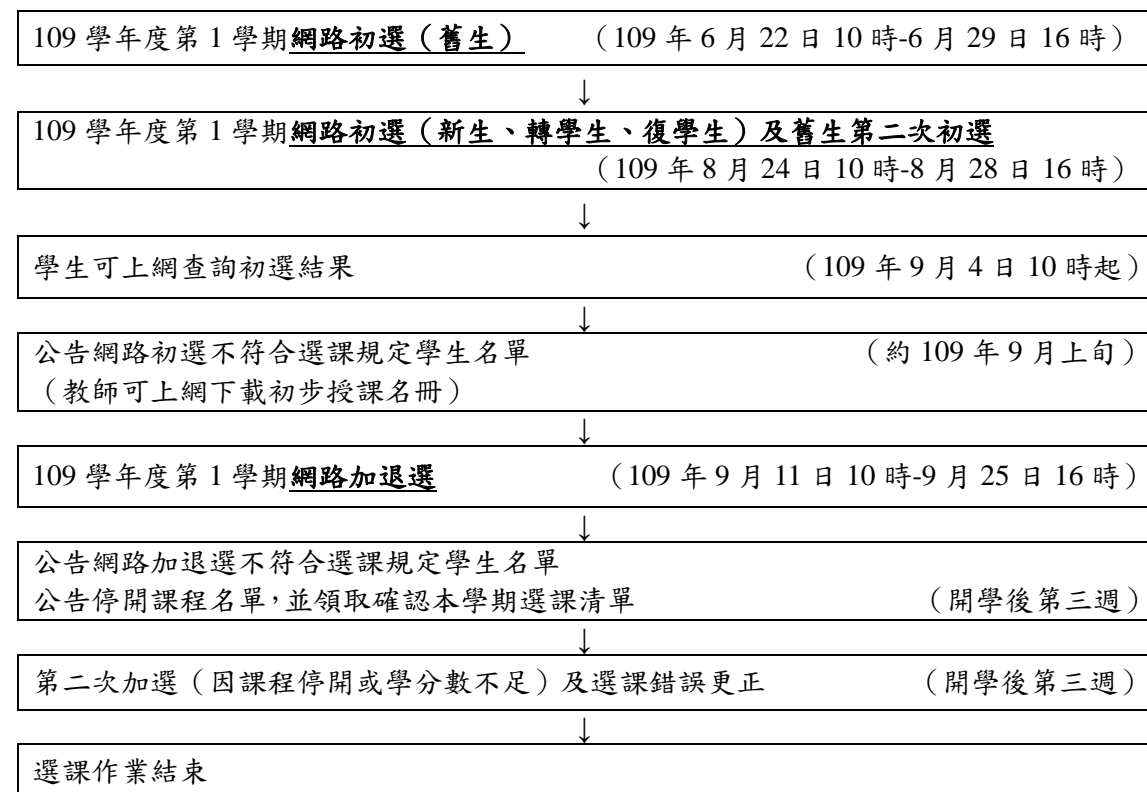 109 學年度第 1 學期網路初選（舊生） （109 年 6 月 22 日 10 時-6 月 29 日 16 時）
↓
109 學年度第 1 學期網路初選（新生、轉學生、復學生）及舊生第二次初選
（109 年 8 月 24 日 10 時-8 月 28 日 16 時）
↓
學生可上網查詢初選結果 （109 年 9 月 4 日 10 時起）
↓
公告網路初選不符合選課規定學生名單 （約 109 年 9 月上旬）
（教師可上網下載初步授課名冊）
↓
109 學年度第 1 學期網路加退選 （109 年 9 月 11 日 10 時-9 月 25 日 16 時）
↓
公告網路加退選不符合選課規定學生名單
公告停開課程名單，並領取確認本學期選課清單 （開學後第三週）
↓
第二次加選（因課程停開或學分數不足）及選課錯誤更正 （開學後第三週）
↓
選課作業結束